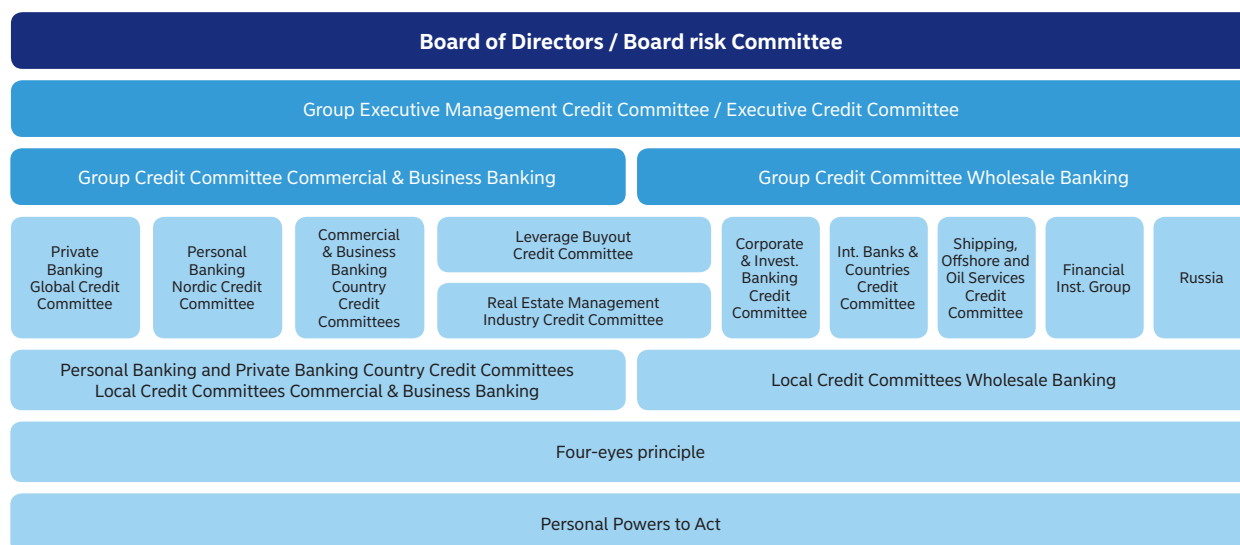 Board of Directors / Board risk Committee
Group Executive Management Credit Committee / Executive Credit Committee
Group Credit Committee Commercial & Business Banking
Group Credit Committee Wholesale Banking
Private
Banking
Global Credit
Committee
Personal
Banking
Nordic Credit
Committee
Commercial
& Business
Banking
Country
Credit
Committees
Leverage Buyout
Credit Committee
Real Estate Management
Industry Credit Committee
Corporate
& Invest.
Banking
Credit
Committee
Int. Banks &
Countries
Credit
Committee
Shipping,
Offshore and
Oil Services
Credit
Committee
Financial
Inst. Group
Russia
Personal Banking and Private Banking Country Credit Committees
Local Credit Committees Commercial & Business Banking
Local Credit Committees Wholesale Banking
Four-eyes principle
Personal Powers to Act